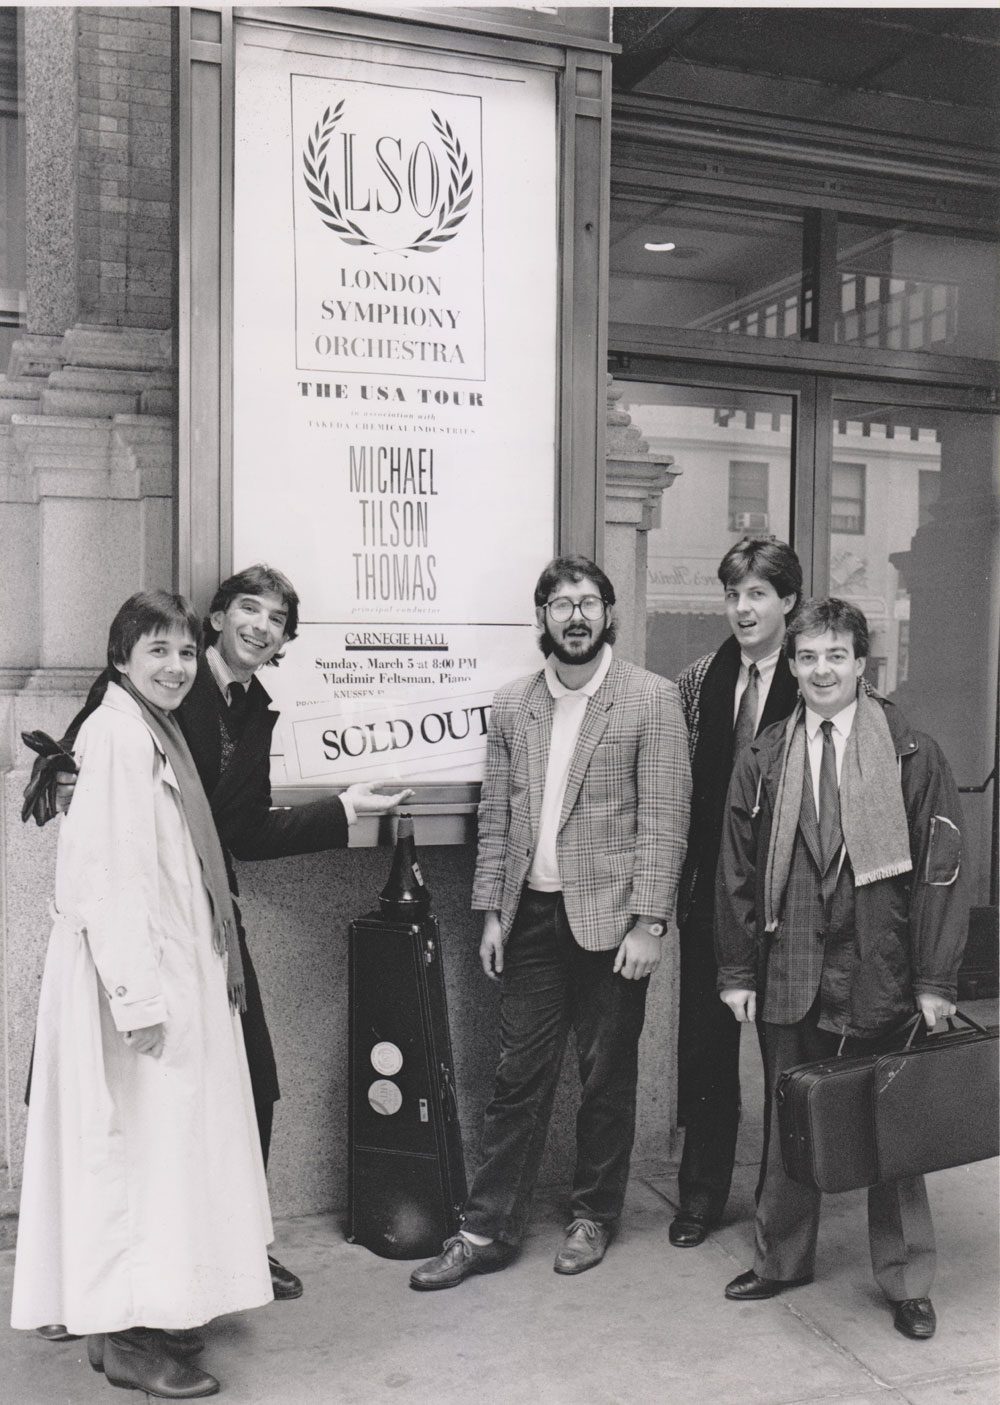 LSO
LONDON
SYMPHONY
ORCHESTRA
THE USA TOUR
in association with
TAKEDA CHEMICAL INDUSTRIES
MICHAEL
TILSON
THOMAS
principal conductor
CARNEGIE HALL
Sunday, March 5 at 8:00 PM
Vladimir Feltsman, Piano
KNUSSEN
SOLD OUT